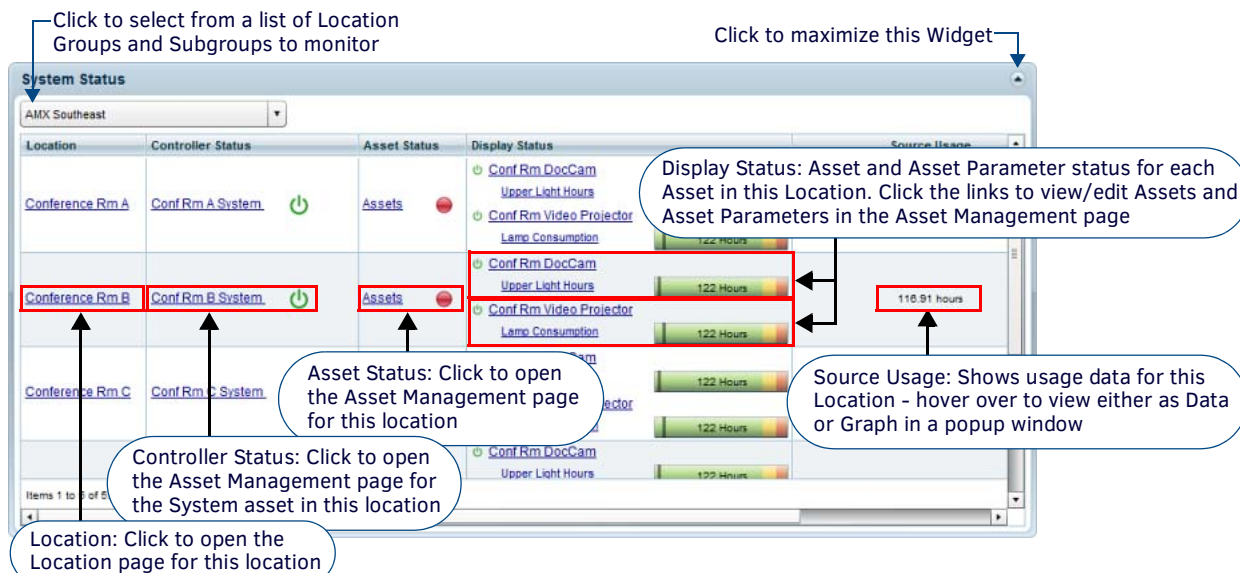 Click to select from a list of Location
Groups and Subgroups to monitor
Click to maximize this Widget
System Status
AMX Southeast
Location Controller Status Asset Status Display Status Source Usage
Conf Rm DocCam
Upper Light Hours
Conference Rm A Conf Rm A System Assets
Conf Rm Video Projector
Lamp Consumption 122 Hours
Display Status: Asset and Asset Parameter status for each
Asset in this Location. Click the links to view/edit Assets and
Asset Parameters in the Asset Management page
Conf Rm DocCam
Upper Light Hours 122 Hours
Conference Rm B Conf Rm B System Assets 116.91 hours
Conf Rm Video Projector
Lamp Consumption 122 Hours
Conference Rm C Conf Rm C System 122 Hours
122 Hours
Asset Status: Click to open
the Asset Management page
for this location
Source Usage: Shows usage data for this
Location - hover over to view either as Data
or Graph in a popup window
Conf Rm DocCam
Upper Light Hours 122 Hours
Controller Status: Click to open
the Asset Management page for
the System asset in this location
Items 1 to of 5
Location: Click to open the
Location page for this location